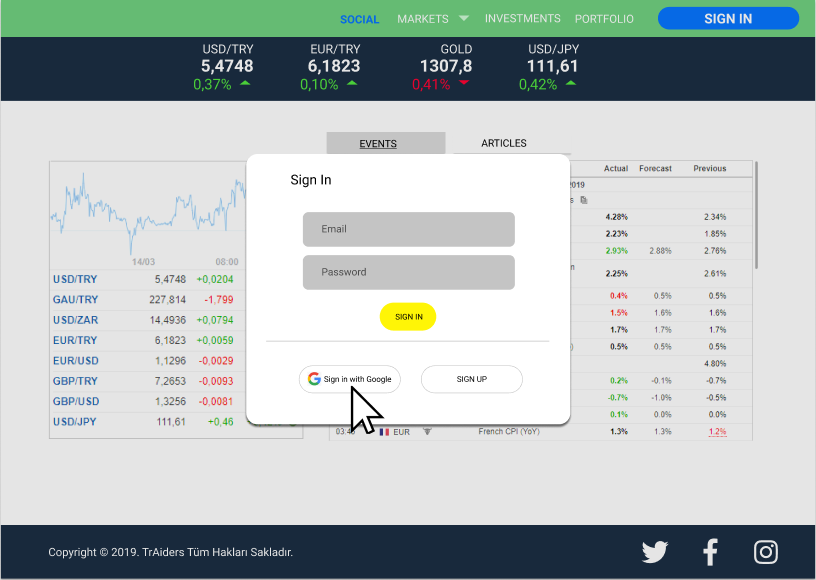 SOCIAL MARKETS INVESTMENTS PORTFOLIO SIGN IN
USD/TRY EUR/TRY GOLD USD/JPY
5,4748 6,1823 1307,8 111,61
0,37% 0,10% 0,41% 0,42%
EVENTS ARTICLES
14/03 08:00
USD/TRY 5,4748 +0,0204
GAU/TRY 227,814 -1,799
USD/ZAR 14,4936 +0,0794
EUR/TRY 6,1823 +0,0059
EUR/USD 1,1296 -0,0029
GBP/TRY 7,2653 -0,0093
GBP/USD 1,3256 -0,0081
USD/JPY 111,61 +0,46
Sign In
Email
Password
SIGN IN
Sign in with Google SIGN UP
Actual Forecast Previous
2019
4.28% 2.34%
2.23% 1.85%
2.93% 2.88% 2.76%
2.25% 2.61%
0.4% 0.5% 0.5%
1.5% 1.6% 1.6%
1.7% 1.7% 1.7%
0.5% 0.5% 0.5%
4.80%
0.2% -0.1% -0.7%
-0.7% -1.0% -0.5%
0.1% 0.0% 0.0%
EUR French CPI (YoY) 1.3% 1.3% 1.2%
Copyright © 2019. TrAiders Tüm Hakları Sakladır.